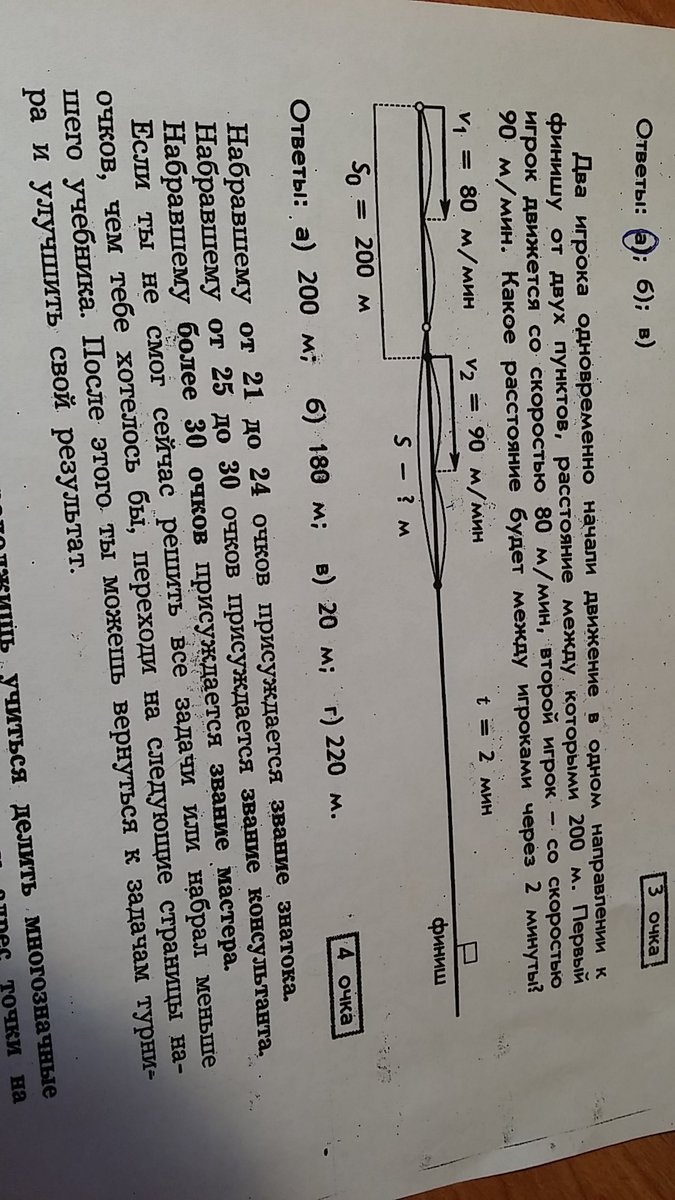 Ответы: а); б); в)
3 очка
Два игрока одновременно начали движение в одном направлении к
финишу от двух пунктов, расстояние между которыми 200 м. Первый
игрок движется со скоростью 80 м/мин, второй игрок – со скоростью
90 м/мин. Какое расстояние будет между игроками через 2 минуты?
v₁ = 80 м/мин v₂ = 90 м/мин t = 2 мин
финиш
S – ? м
S₀ = 200 м
4 очка
Ответы: а) 200 м; б) 180 м; в) 20 м; г) 220 м.
Набравшему от 21 до 24 очков присуждается звание знатока.
Набравшему от 25 до 30 очков присуждается звание консультанта.
Набравшему более 30 очков присуждается звание мастера.
Если ты не смог сейчас решить все задачи или набрал меньше
очков, чем тебе хотелось бы, переходи на следующие страницы на-
шего учебника. После этого ты можешь вернуться к задачам турни-
ра и улучшить свой результат.
учиться делить многозначные
адрес точки на